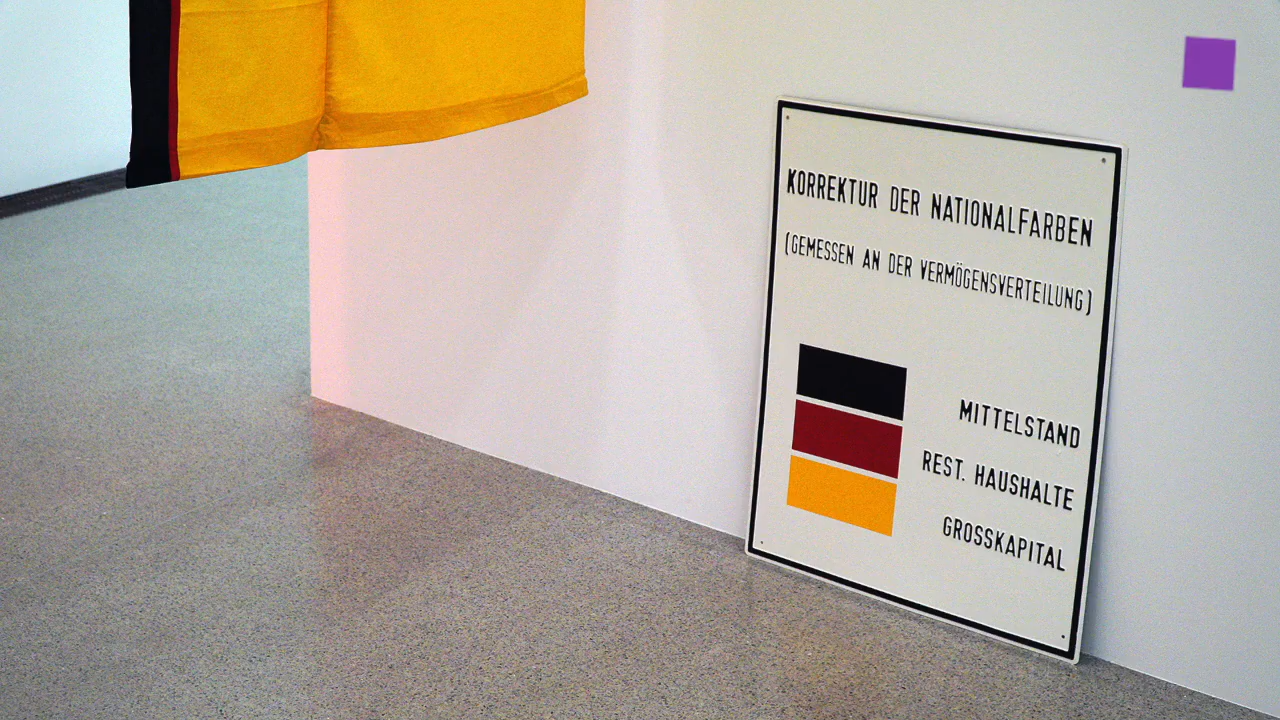 KORREKTUR DER NATIONALFARBEN
(GEMESSEN AN DER VERMÖGENSVERTEILUNG)
MITTELSTAND
REST. HAUSHALTE
GROSSKAPITAL